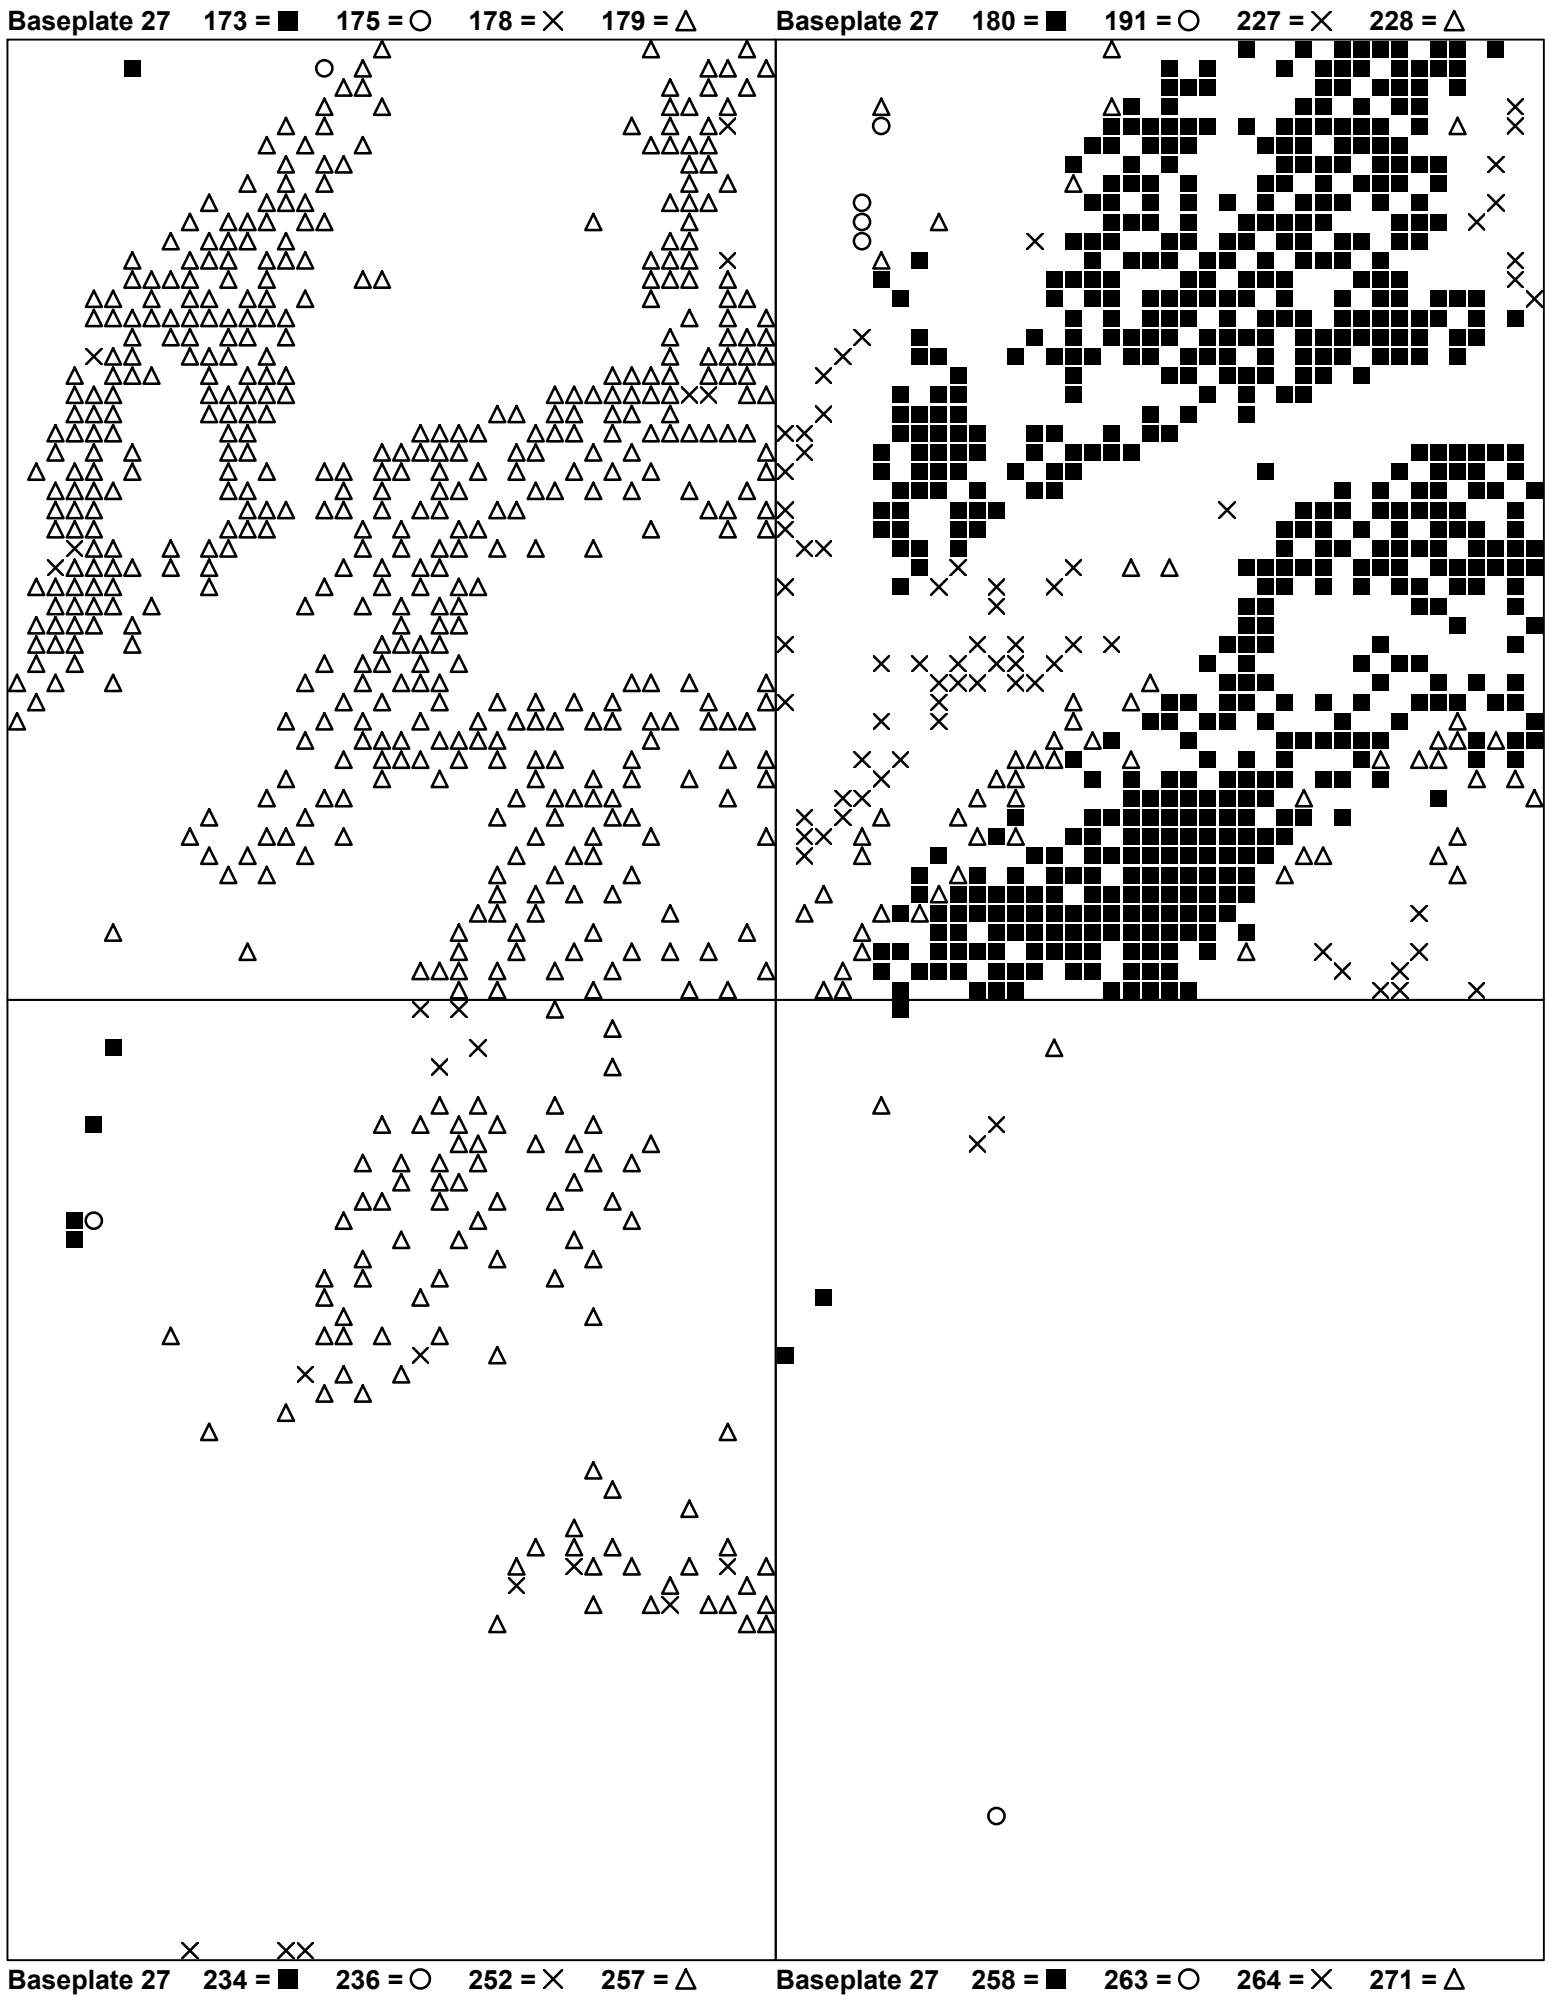 Baseplate 27 173 = ■ 175 = ○ 178 = × 179 = △
Baseplate 27 180 = ■ 191 = ○ 227 = × 228 = △
Baseplate 27 234 = ■ 236 = ○ 252 = × 257 = △
Baseplate 27 258 = ■ 263 = ○ 264 = × 271 = △